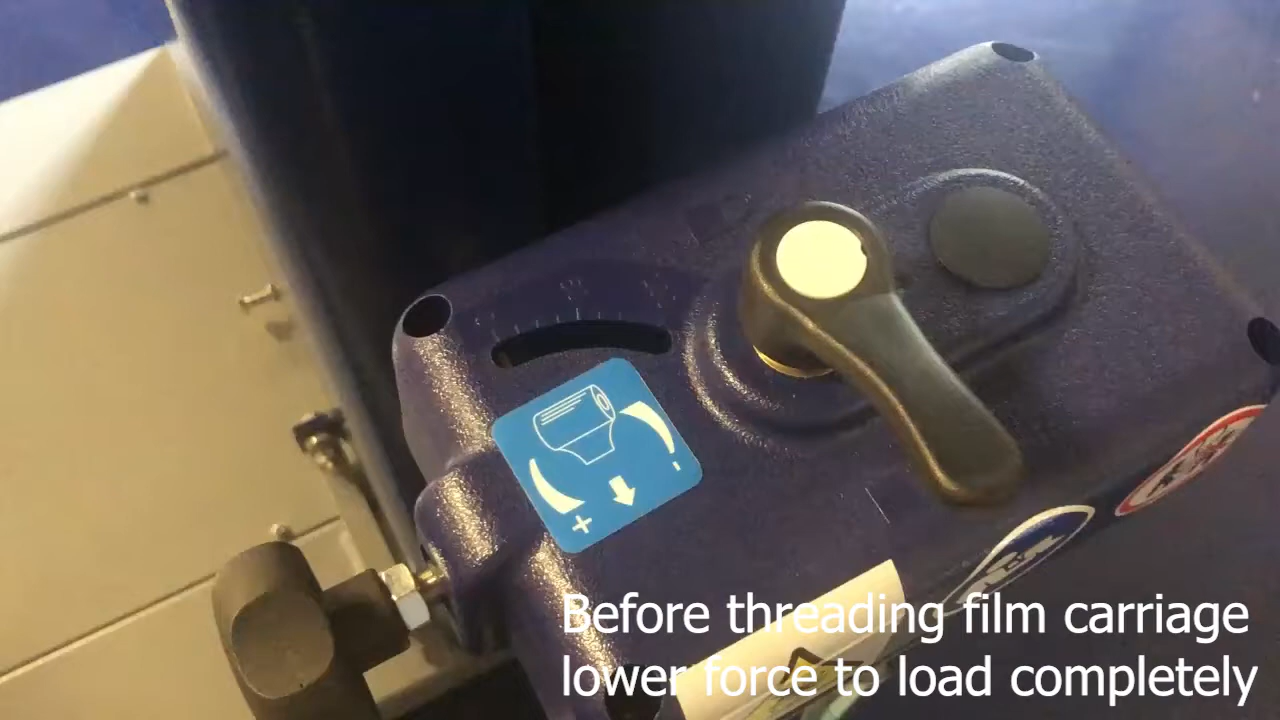 +
-
Before threading film carriage
lower force to load completely